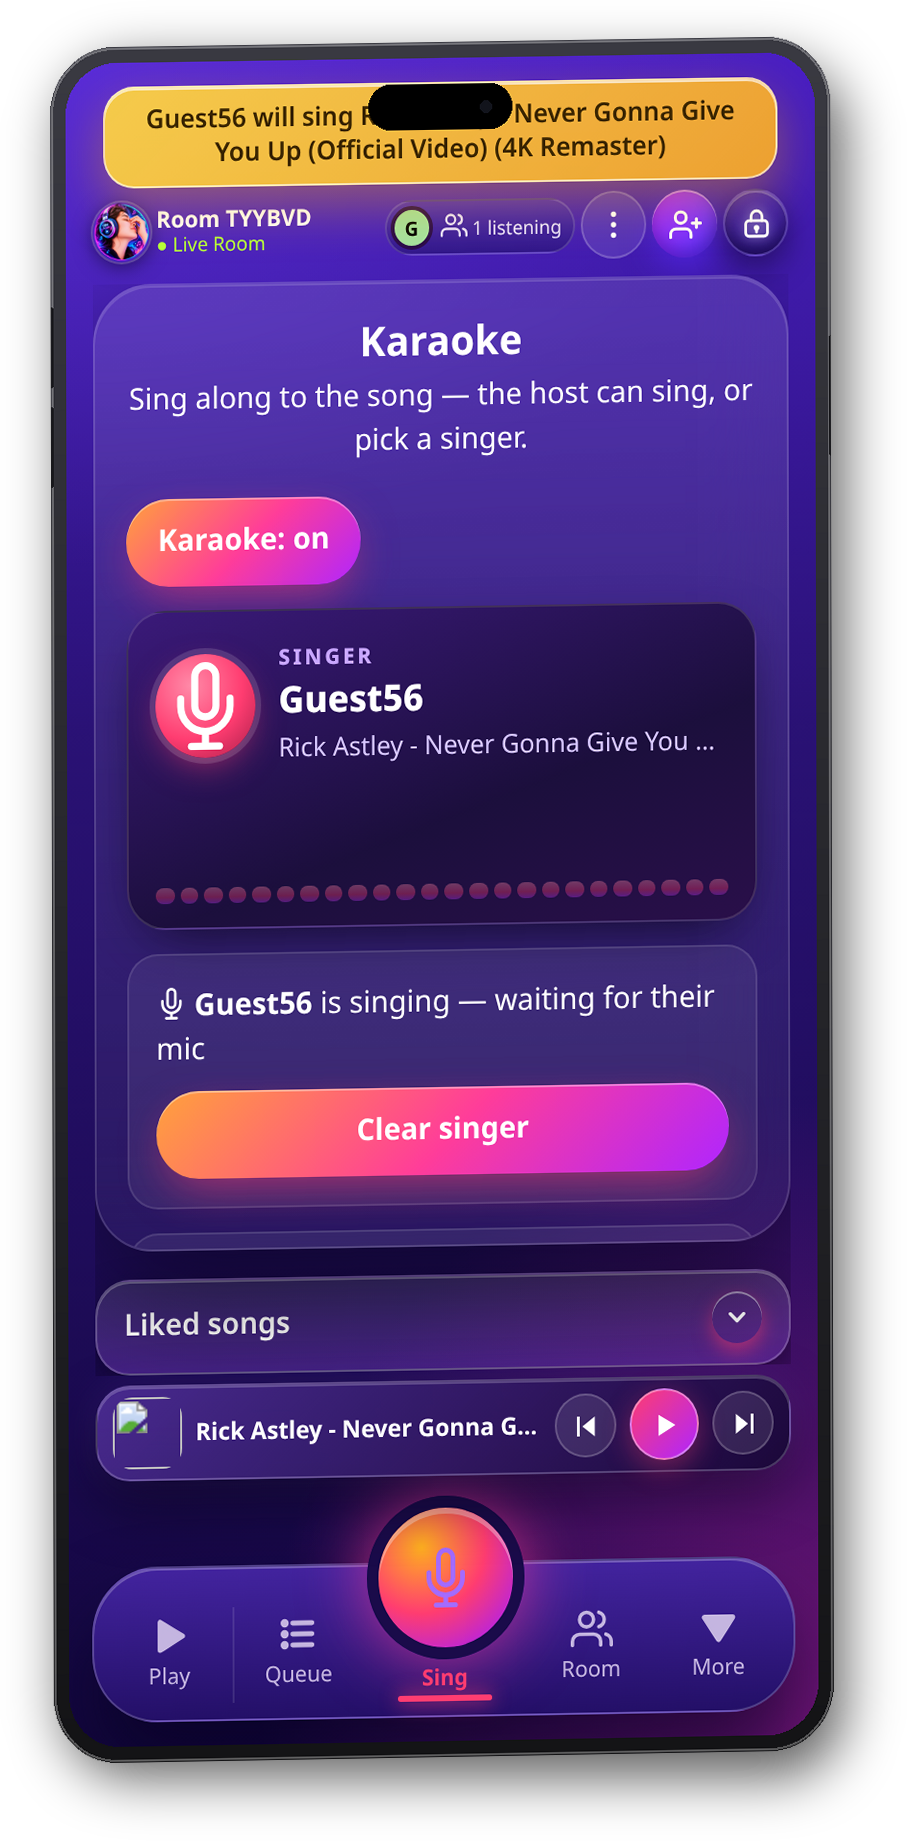 Guest56 will sing Never Gonna Give
You Up (Official Video) (4K Remaster)
Room TYYBVD
Live Room
G
1 listening
Karaoke
Sing along to the song — the host can sing, or
pick a singer.
Karaoke: on
SINGER
Guest56
Rick Astley - Never Gonna Give You ...
Guest56 is singing — waiting for their
mic
Clear singer
Liked songs
Rick Astley - Never Gonna G...
Play
Queue
Sing
Room
More